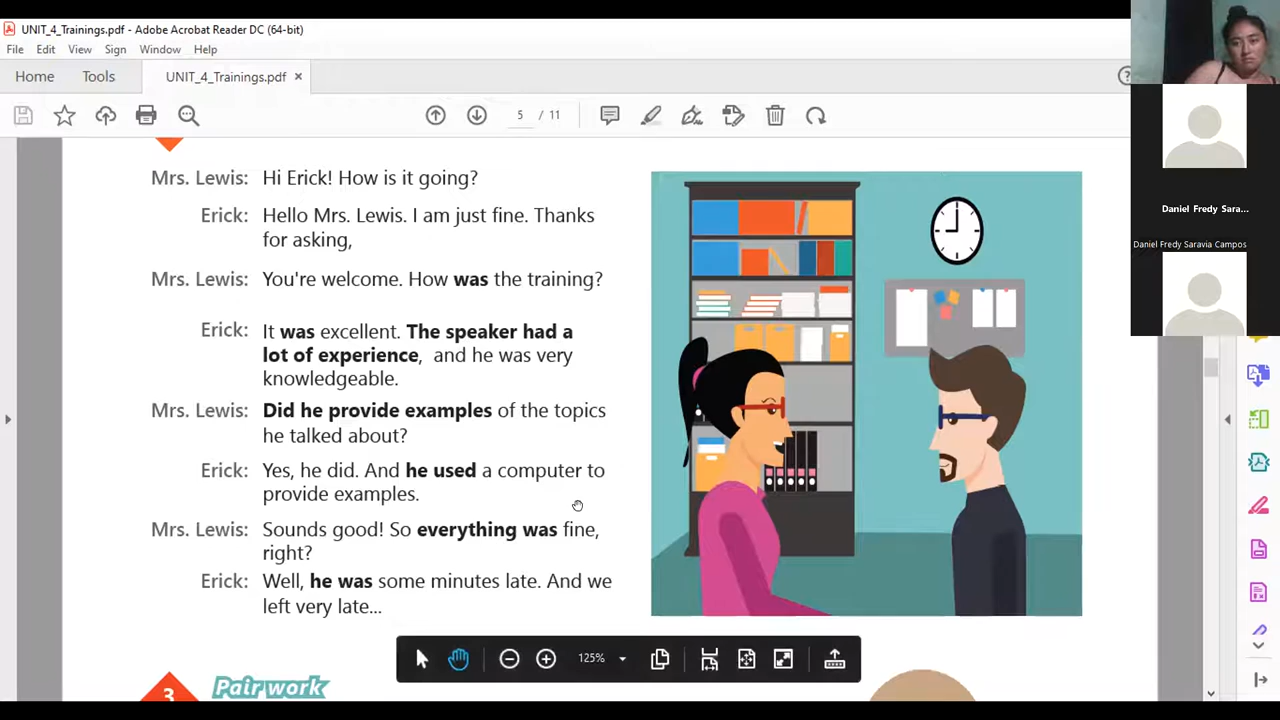 UNIT_4_Trainings.pdf - Adobe Acrobat Reader DC (64-bit)
File Edit View Sign Window Help
Home Tools UNIT_4_Trainings.pdf ×
5 / 11
Mrs. Lewis: Hi Erick! How is it going?
Erick: Hello Mrs. Lewis. I am just fine. Thanks
for asking,
Mrs. Lewis: You're welcome. How was the training?
Erick: It was excellent. The speaker had a
lot of experience, and he was very
knowledgeable.
Mrs. Lewis: Did he provide examples of the topics
he talked about?
Erick: Yes, he did. And he used a computer to
provide examples.
Mrs. Lewis: Sounds good! So everything was fine,
right?
Erick: Well, he was some minutes late. And we
left very late...
125%
3 Pair work
Daniel Fredy Sara...
Daniel Fredy Saravia Campos